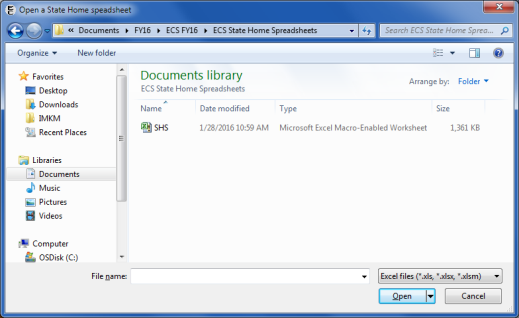 Open a State Home speadsheet
« Documents ▸ FY16 ▸ ECS FY16 ▸ ECS State Home Spreadsheets
Search ECS State Home Sprea...
Organize New folder
Favorites
Desktop
Downloads
IMKM
Recent Places
Libraries
Documents
Music
Pictures
Videos
Computer
OSDisk (C:)
Documents library
ECS State Home Spreadsheets
Arrange by: Folder
Name Date modified Type Size
SHS 1/28/2016 10:59 AM Microsoft Excel Macro-Enabled Worksheet 1,361 KB
File name:
Excel files (*.xls, *.xlsx, *.xlsm)
Open Cancel